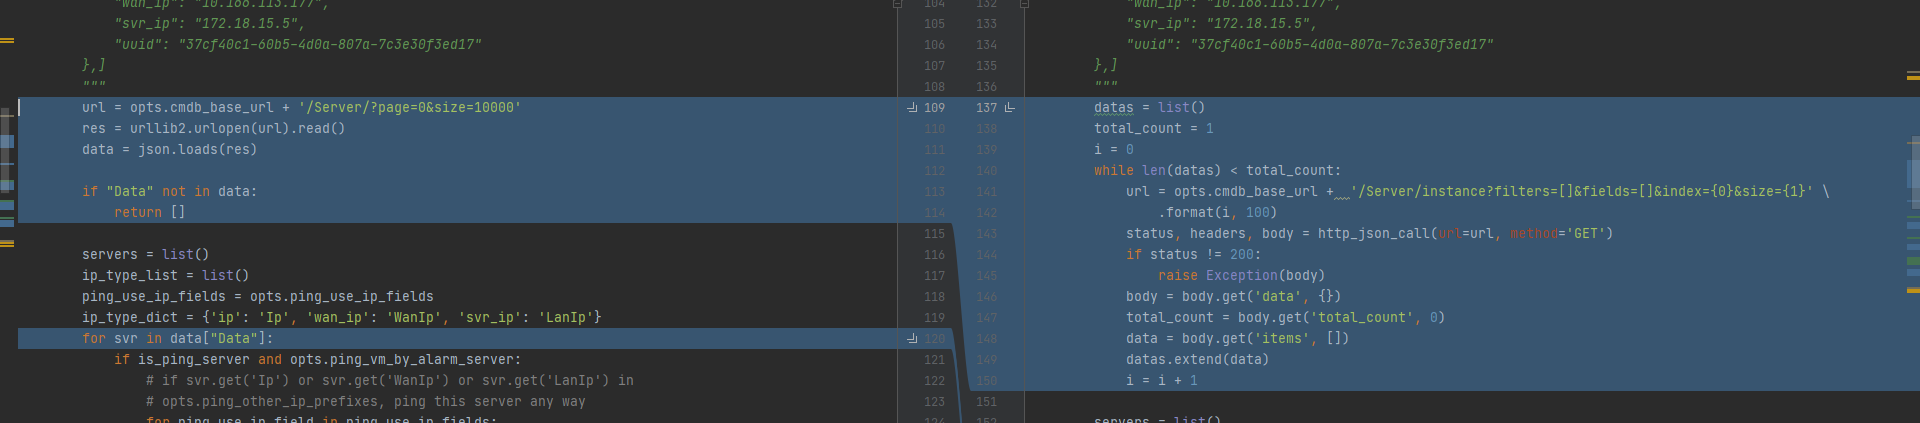 "wan_ip": "10.188.113.177",
"svr_ip": "172.18.15.5",
"uuid": "37cf40c1-60b5-4d0a-807a-7c3e30f3ed17"
},]
"""
url = opts.cmdb_base_url + '/Server/?page=0&size=10000'
res = urllib2.urlopen(url).read()
data = json.loads(res)
if "Data" not in data:
return []
servers = list()
ip_type_list = list()
ping_use_ip_fields = opts.ping_use_ip_fields
ip_type_dict = {'ip': 'Ip', 'wan_ip': 'WanIp', 'svr_ip': 'LanIp'}
for svr in data["Data"]:
if is_ping_server and opts.ping_vm_by_alarm_server:
# if svr.get('Ip') or svr.get('WanIp') or svr.get('LanIp') in
# opts.ping_other_ip_prefixes, ping this server any way
for ping_use_ip_field in ping_use_ip_fields:
104 132
105 133
106 134
107 135
108 136
109 137
110 138
111 139
112 140
113 141
114 142
115 143
116 144
117 145
118 146
119 147
120 148
121 149
122 150
123 151
124 152
"wan_ip": "10.188.113.177",
"svr_ip": "172.18.15.5",
"uuid": "37cf40c1-60b5-4d0a-807a-7c3e30f3ed17"
},]
"""
datas = list()
total_count = 1
i = 0
while len(datas) < total_count:
url = opts.cmdb_base_url + '/Server/instance?filters=[]&fields=[]&index={0}&size={1}' \
.format(i, 100)
status, headers, body = http_json_call(url=url, method='GET')
if status != 200:
raise Exception(body)
body = body.get('data', {})
total_count = body.get('total_count', 0)
data = body.get('items', [])
datas.extend(data)
i = i + 1
servers = list()